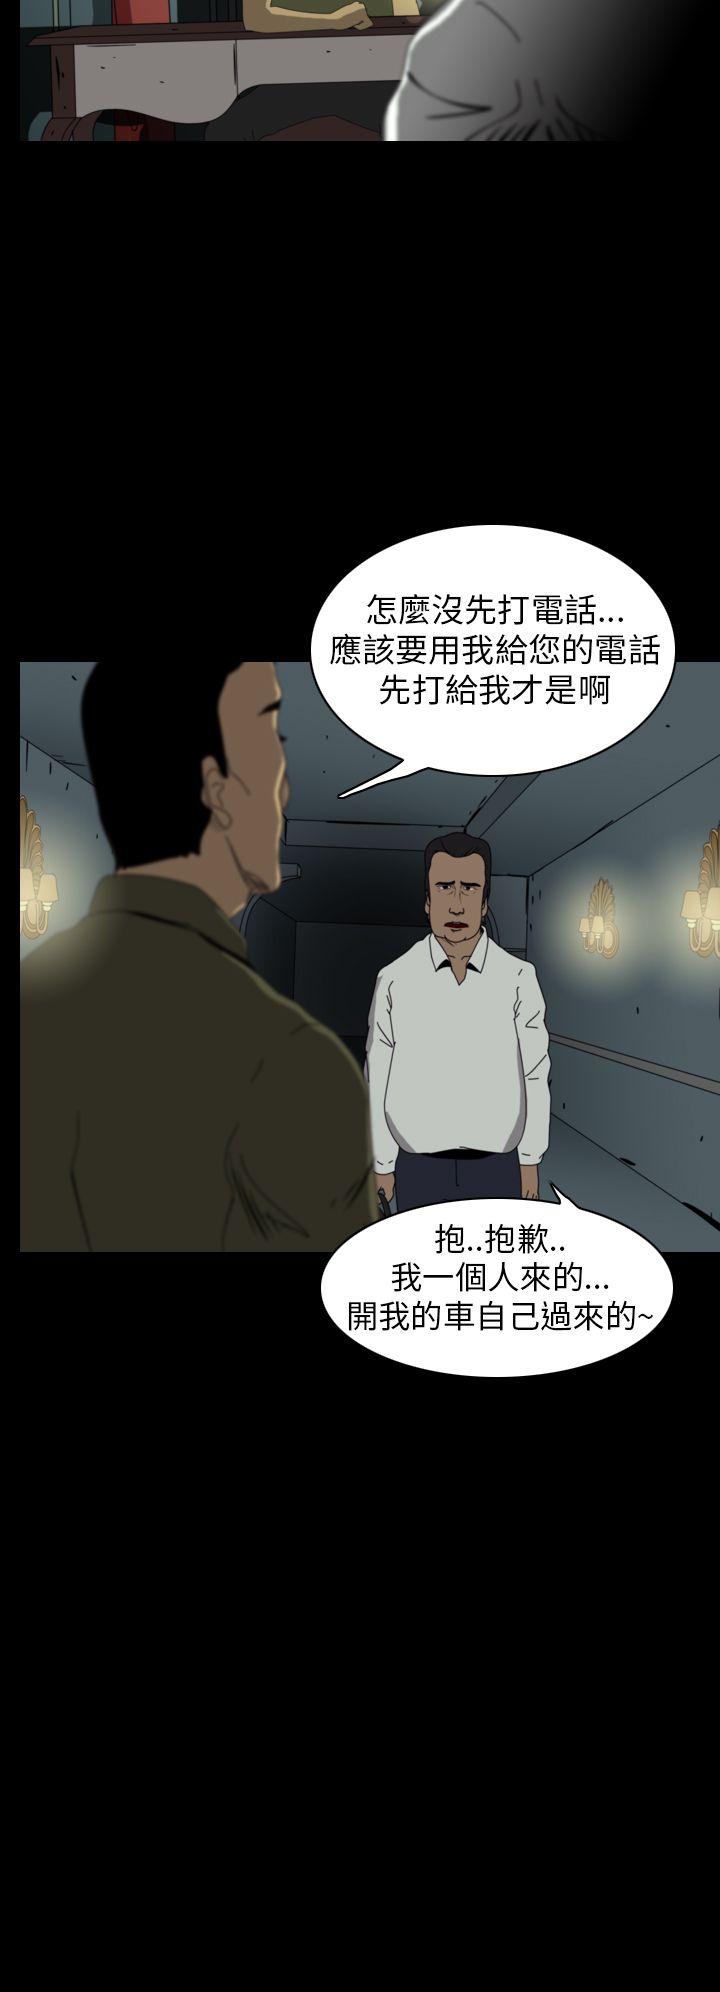 怎麼沒先打電話...
應該要用我給您的電話
先打給我才是啊
抱..抱歉..
我一個人來的...
開我的車自己過來的~